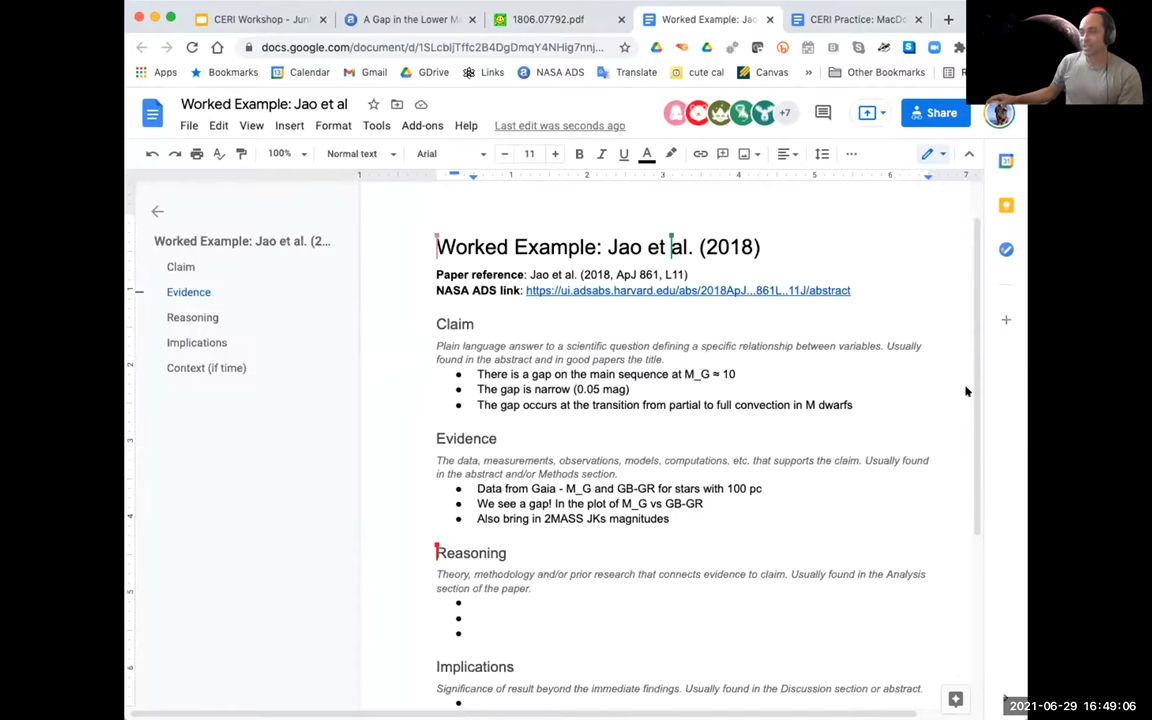 CERI Workshop - Jun
A Gap in the Lower M
1806.07792.pdf
Worked Example: Jao
CERI Practice: MacDo
docs.google.com/document/d/1SLcbljTffc2B4DgDmqY4NHig7nnj...
Apps
Bookmarks
Calendar
Gmail
GDrive
Links
NASA ADS
Translate
cute cal
Canvas
»
Other Bookmarks
Worked Example: Jao et al
+7
Share
File Edit View Insert Format Tools Add-ons Help
Last edit was seconds ago
100%
Normal text
Arial
11
1 1 2 3 4 5 6 7
Worked Example: Jao et al. (2...
Claim
Evidence
Reasoning
Implications
Context (if time)
Worked Example: Jao et al. (2018)
Paper reference: Jao et al. (2018, ApJ 861, L11)
NASA ADS link: https://ui.adsabs.harvard.edu/abs/2018ApJ...861L..11J/abstract
Claim
Plain language answer to a scientific question defining a specific relationship between variables. Usually
found in the abstract and in good papers the title.
● There is a gap on the main sequence at M_G ≈ 10
● The gap is narrow (0.05 mag)
● The gap occurs at the transition from partial to full convection in M dwarfs
Evidence
The data, measurements, observations, models, computations. etc. that supports the claim. Usually found
in the abstract and/or Methods section.
● Data from Gaia - M_G and GB-GR for stars with 100 pc
● We see a gap! In the plot of M_G vs GB-GR
● Also bring in 2MASS JKs magnitudes
Reasoning
Theory, methodology and/or prior research that connects evidence to claim. Usually found in the Analysis
section of the paper.
Implications
Significance of result beyond the immediate findings. Usually found in the Discussion section or abstract.
2021-06-29 16:49:06